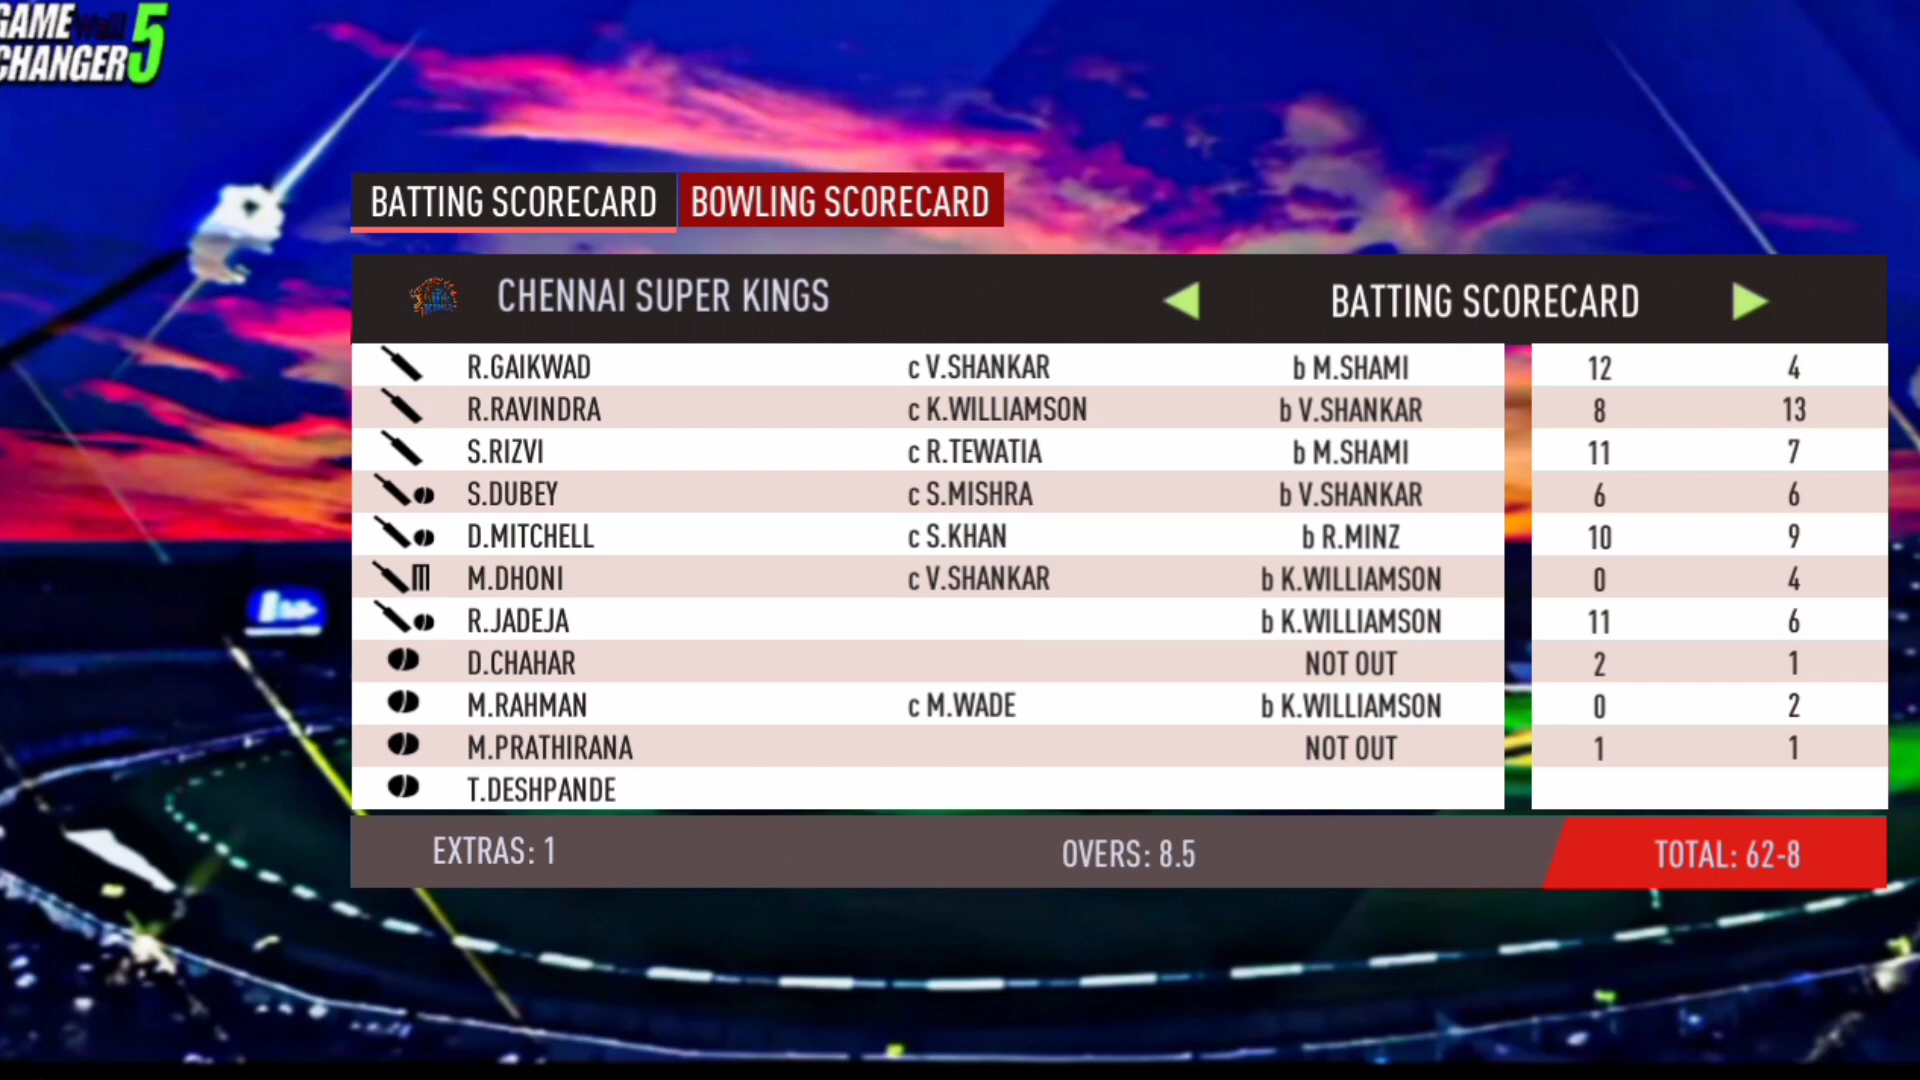 GAME
CHANGER 5
BATTING SCORECARD BOWLING SCORECARD
CHENNAI SUPER KINGS BATTING SCORECARD
R.GAIKWAD c V.SHANKAR b M.SHAMI 12 4
R.RAVINDRA c K.WILLIAMSON b V.SHANKAR 8 13
S.RIZVI c R.TEWATIA b M.SHAMI 11 7
S.DUBEY c S.MISHRA b V.SHANKAR 6 6
D.MITCHELL c S.KHAN b R.MINZ 10 9
M.DHONI c V.SHANKAR b K.WILLIAMSON 0 4
R.JADEJA b K.WILLIAMSON 11 6
D.CHAHAR NOT OUT 2 1
M.RAHMAN c M.WADE b K.WILLIAMSON 0 2
M.PRATHIRANA NOT OUT 1 1
T.DESHPANDE
EXTRAS: 1 OVERS: 8.5 TOTAL: 62-8